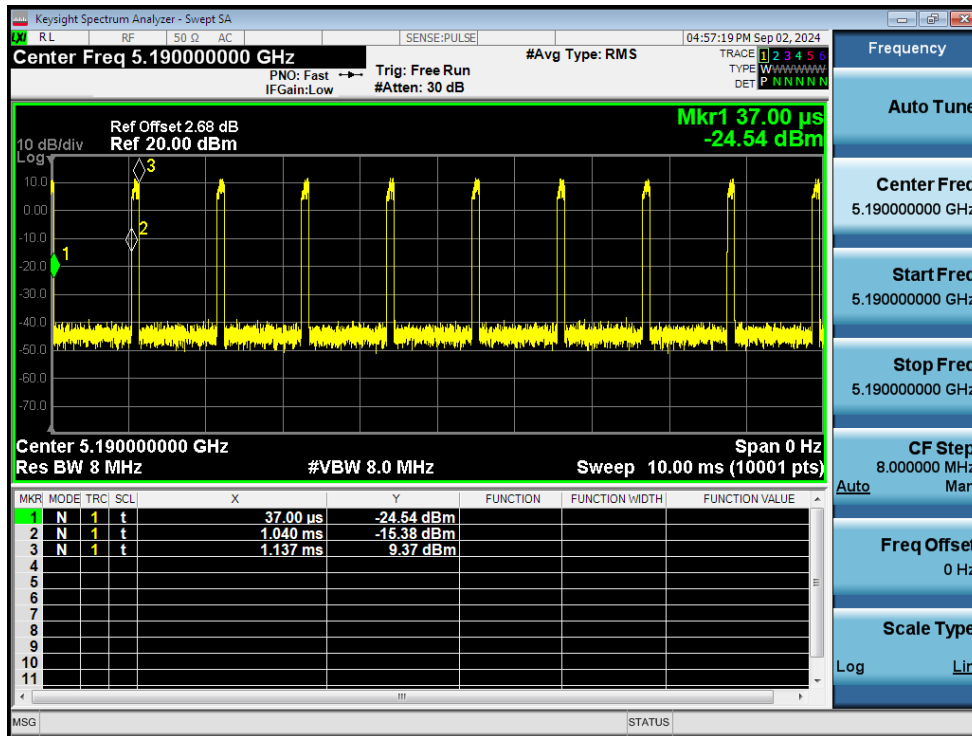 Keysight Spectrum Analyzer - Swept SA
LXI RL RF 50 Ω AC SENSE:PULSE 04:57:19 PM Sep 02, 2024
Center Freq 5.190000000 GHz
#Avg Type: RMS
TRACE 1 2 3 4 5 6
PNO: Fast Trig: Free Run
TYPE WWWWWW
IFGain:Low #Atten: 30 dB
DET P N N N N N
Frequency
Auto Tune
Center Freq
5.190000000 GHz
Start Freq
5.190000000 GHz
Stop Freq
5.190000000 GHz
CF Step
8.000000 MHz
Auto Man
Freq Offset
0 Hz
Scale Type
Log Lin
Mkr1 37.00 µs
-24.54 dBm
Ref Offset 2.68 dB
10 dB/div Ref 20.00 dBm
Log
10.0
0.00
-10.0
-20.0
-30.0
-40.0
-50.0
-60.0
-70.0
1
2
3
Center 5.190000000 GHz Span 0 Hz
Res BW 8 MHz #VBW 8.0 MHz Sweep 10.00 ms (10001 pts)
MKR MODE TRC SCL X Y FUNCTION FUNCTION WIDTH FUNCTION VALUE
1 N 1 t 37.00 µs -24.54 dBm
2 N 1 t 1.040 ms -15.38 dBm
3 N 1 t 1.137 ms 9.37 dBm
4
5
6
7
8
9
10
11
MSG STATUS